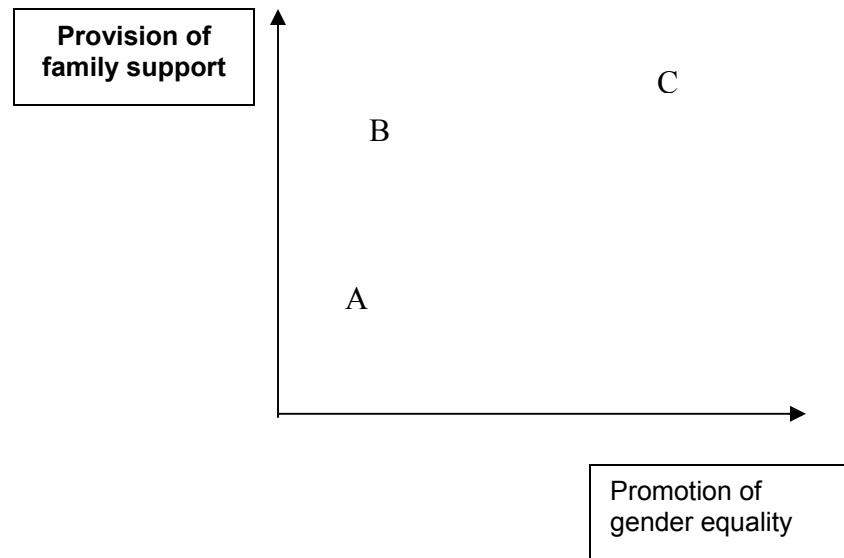 Provision of
family support
C
B
A
Promotion of
gender equality